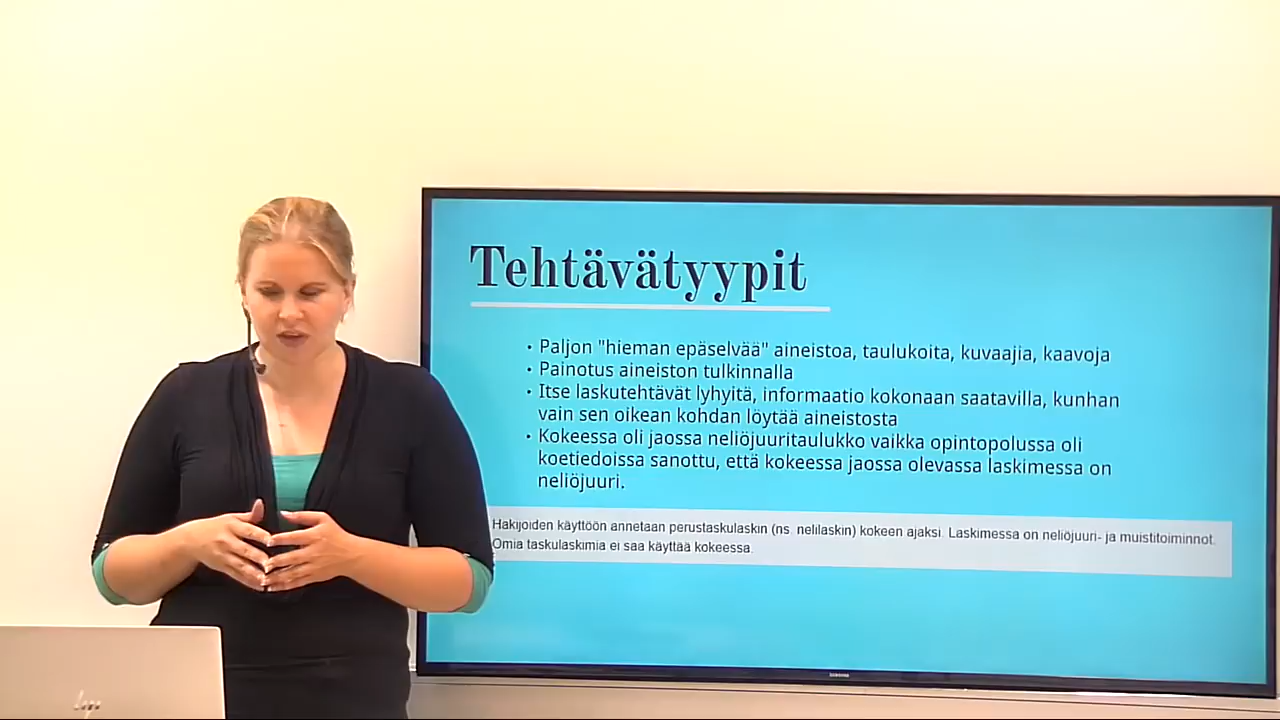 Tehtävätyypit
• Paljon "hieman epäselvää" aineistoa, taulukoita, kuvaajia, kaavoja
• Painotus aineiston tulkinnalla
• Itse laskutehtävät lyhyitä, informaatio kokonaan saatavilla, kunhan
vain sen oikean kohdan löytää aineistosta
• Kokeessa oli jaossa neliöjuuritaulukko vaikka opintopolussa oli
koetiedoissa sanottu, että kokeessa jaossa olevassa laskimessa on
neliöjuuri.
Hakijoiden käyttöön annetaan perustaskulaskin (ns. nelilaskin) kokeen ajaksi. Laskimessa on neliöjuuri- ja muistitoiminnot.
Omia taskulaskimia ei saa käyttää kokeessa.
SAMSUNG
hp